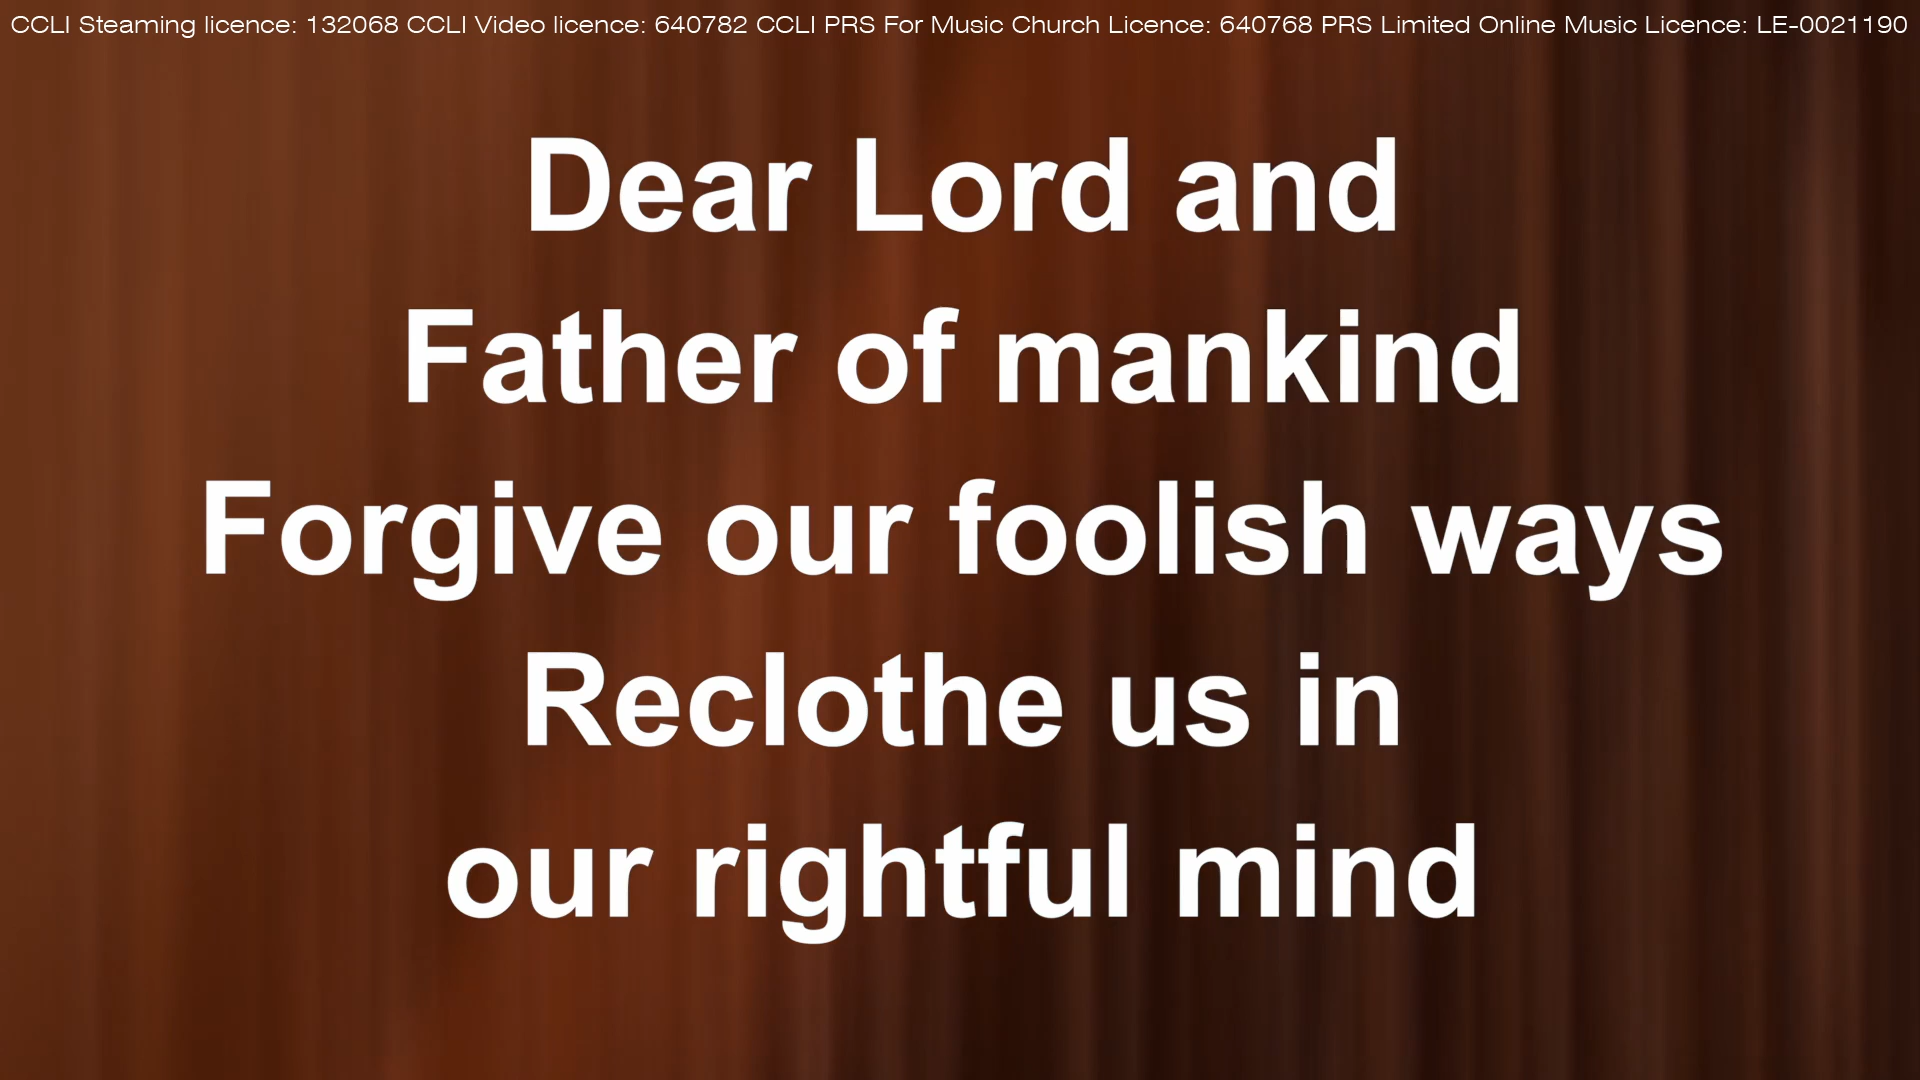 CCLI Steaming licence: 132068 CCLI Video licence: 640782 CCLI PRS For Music Church Licence: 640768 PRS Limited Online Music Licence: LE-0021190
Dear Lord and
Father of mankind
Forgive our foolish ways
Reclothe us in
our rightful mind